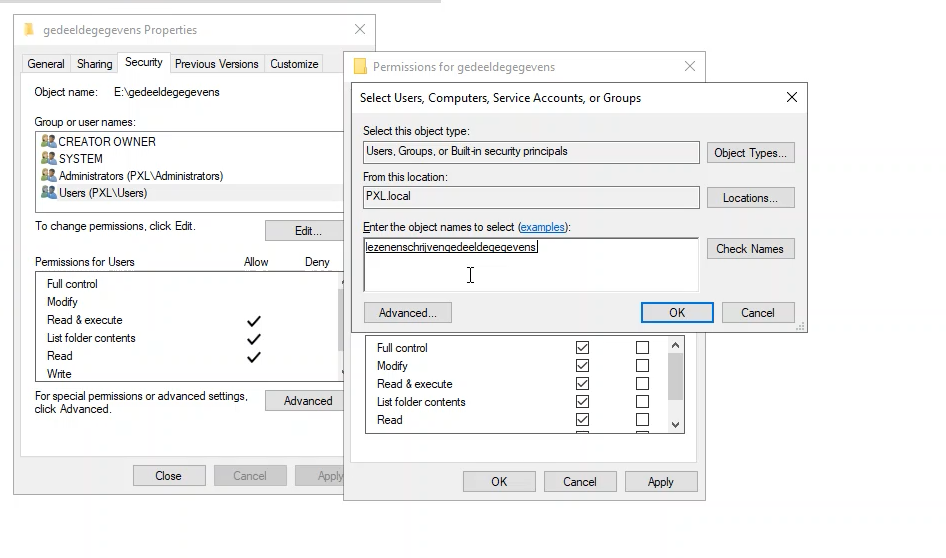 gedeeldegegevens Properties
General Sharing Security Previous Versions Customize
Object name: E:\gedeeldegegevens
Group or user names:
CREATOR OWNER
SYSTEM
Administrators (PXL\Administrators)
Users (PXL\Users)
To change permissions, click Edit.
Edit...
Permissions for Users Allow Deny
Full control
Modify
Read & execute
List folder contents
Read
Write
For special permissions or advanced settings,
click Advanced.
Advanced
Close Cancel Apply
Permissions for gedeeldegegevens
Select Users, Computers, Service Accounts, or Groups
Select this object type:
Users, Groups, or Built-in security principals
Object Types...
From this location:
PXL.local
Locations...
Enter the object names to select (examples):
lezenenschrijvengedeeldegegevens
Check Names
Advanced... OK Cancel
Full control
Modify
Read & execute
List folder contents
Read
OK Cancel Apply